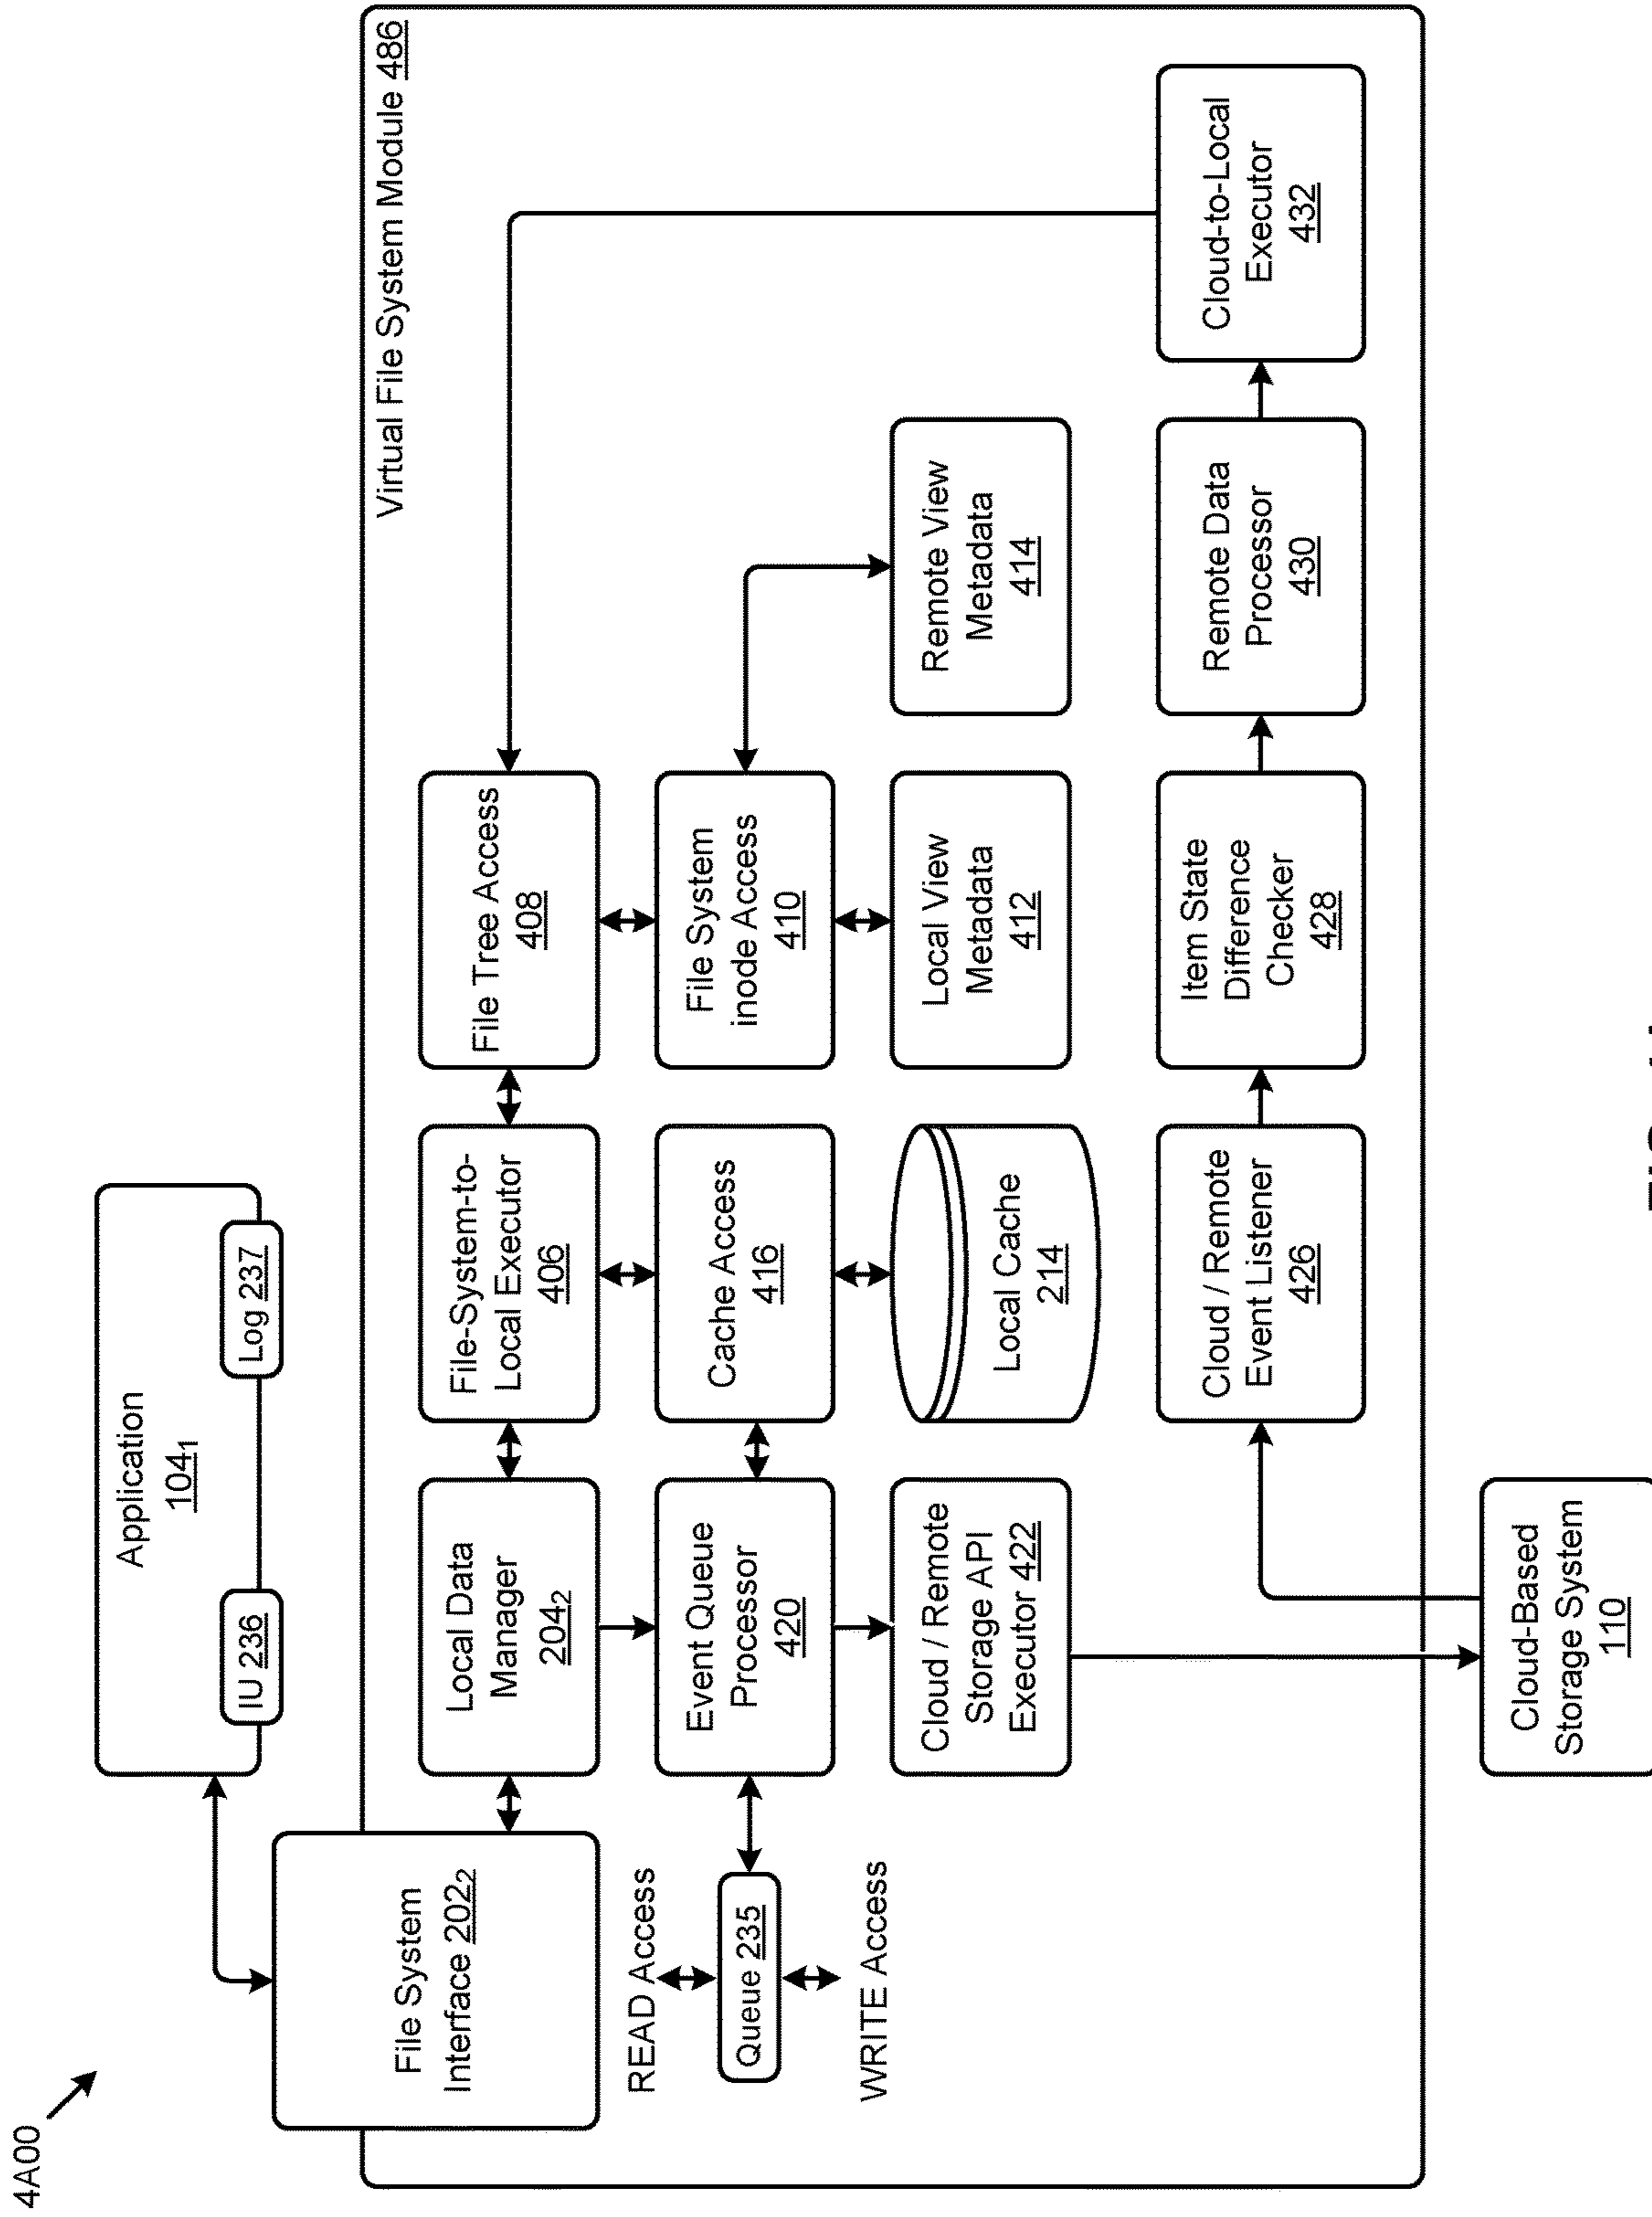 4A00
Application
104₁
IU 236
Log 237
Virtual File System Module 486
File System
Interface 202₂
Local Data
Manager
204₂
File-System-to-
Local Executor
406
File Tree Access
408
READ Access
Queue 235
WRITE Access
Event Queue
Processor
420
Cache Access
416
File System
inode Access
410
Cloud / Remote
Storage API
Executor 422
Local Cache
214
Local View
Metadata
412
Remote View
Metadata
414
Cloud / Remote
Event Listener
426
Item State
Difference
Checker
428
Remote Data
Processor
430
Cloud-to-Local
Executor
432
Cloud-Based
Storage System
110